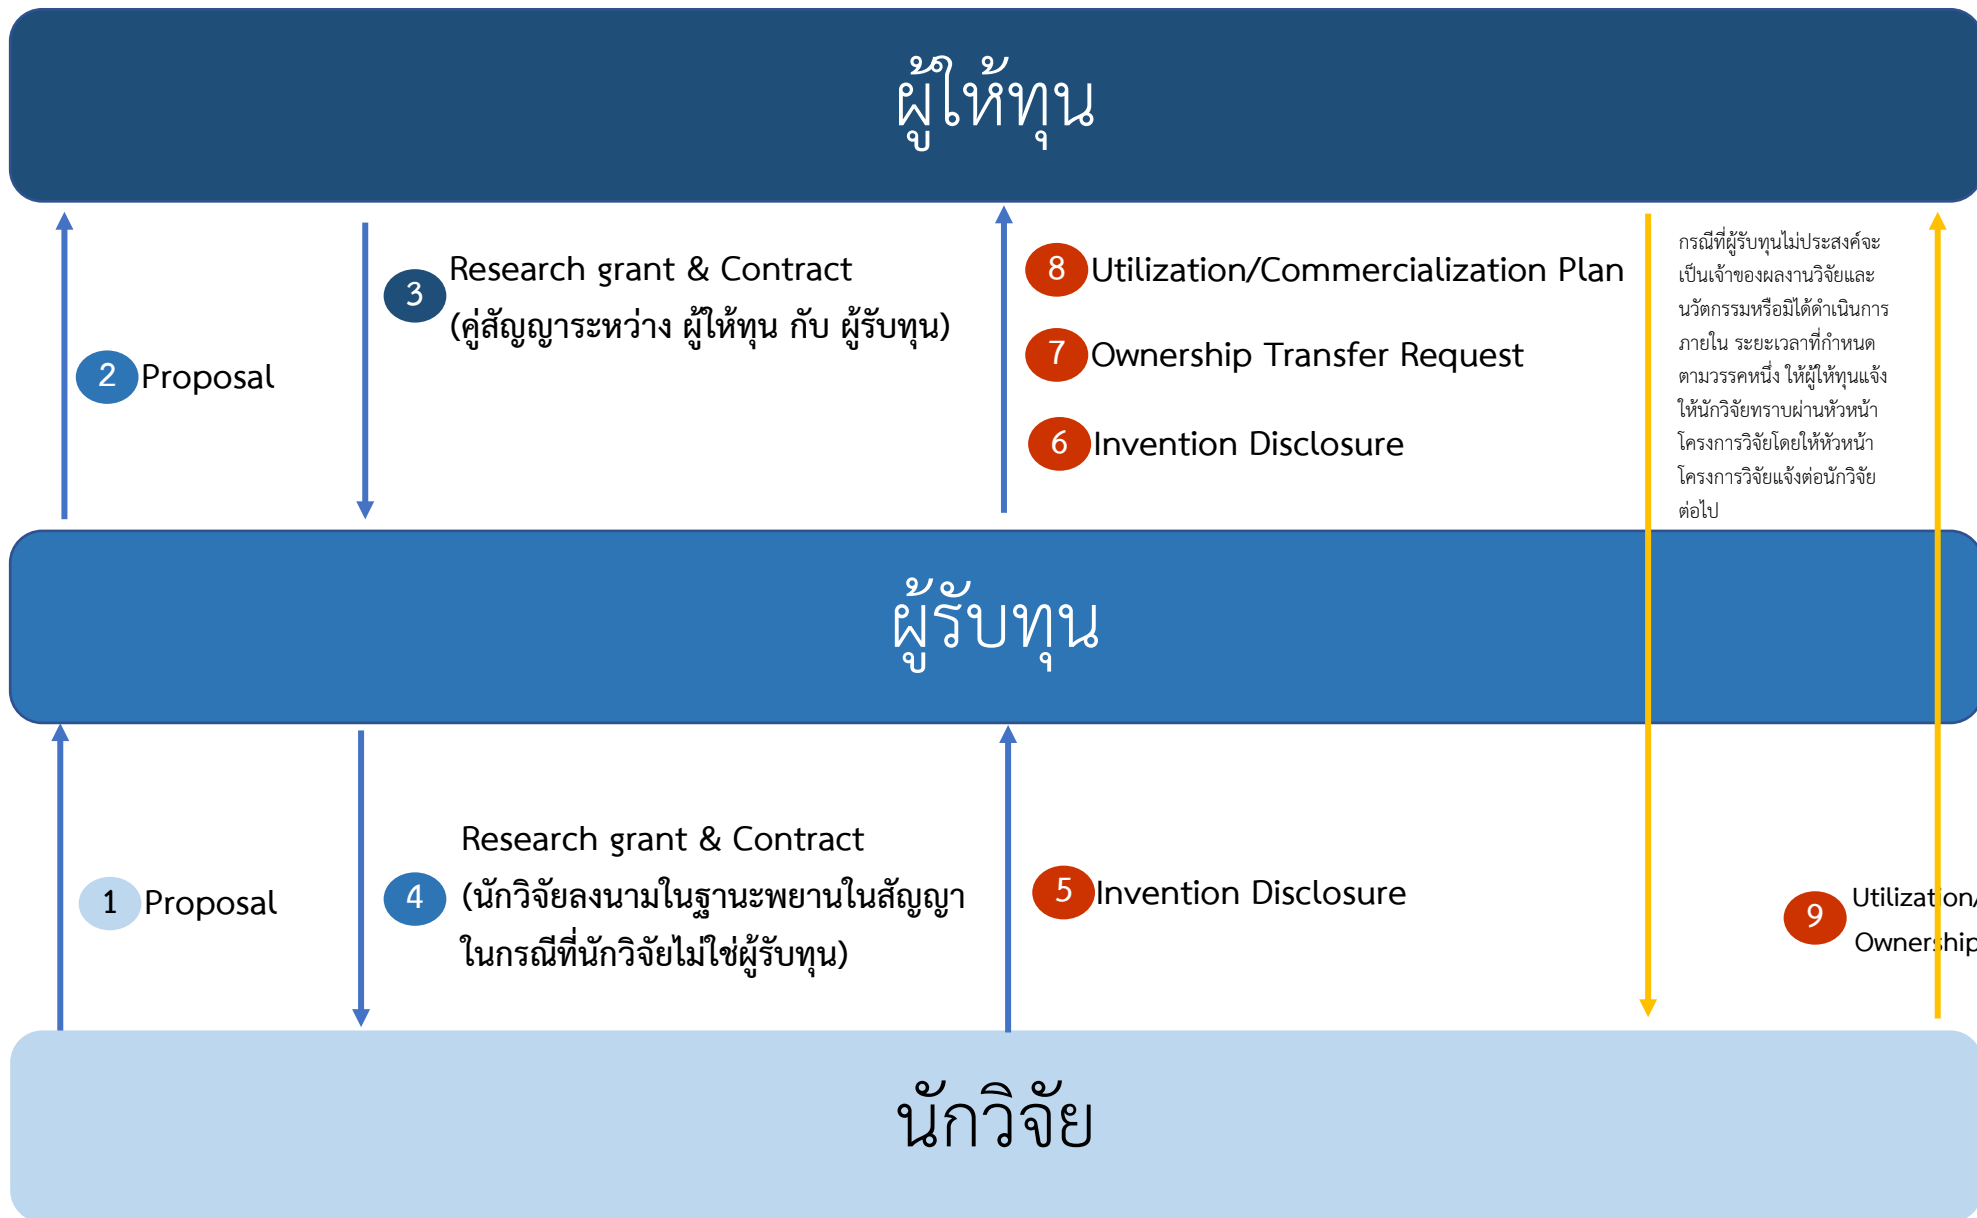 ผู้ให้ทุน
3
Research grant & Contract
(คู่สัญญาระหว่าง ผู้ให้ทุน กับ ผู้รับทุน)
2 Proposal
8 Utilization/Commercialization Plan
7 Ownership Transfer Request
6 Invention Disclosure
กรณีที่ผู้รับทุนไม่ประสงค์จะ
เป็นเจ้าของผลงานวิจัยและ
นวัตกรรมหรือมิได้ดำเนินการ
ภายใน ระยะเวลาที่กำหนด
ตามวรรคหนึ่ง ให้ผู้ให้ทุนแจ้ง
ให้นักวิจัยทราบผ่านหัวหน้า
โครงการวิจัยโดยให้หัวหน้า
โครงการวิจัยแจ้งต่อนักวิจัย
ต่อไป
ผู้รับทุน
1 Proposal
4
Research grant & Contract
(นักวิจัยลงนามในฐานะพยานในสัญญา
ในกรณีที่นักวิจัยไม่ใช่ผู้รับทุน)
5 Invention Disclosure
9
Utilization/
Ownership
นักวิจัย